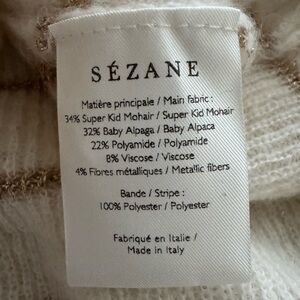 SÉZANE
Matière principale / Main fabric :
34% Super Kid Mohair / Super Kid Mohair
32% Baby Alpaga / Baby Alpaca
22% Polyamide / Polyamide
8% Viscose / Viscose
4% Fibres métalliques / Metallic fibers
Bande / Stripe :
100% Polyester / Polyester
Fabriqué en Italie /
Made in Italy